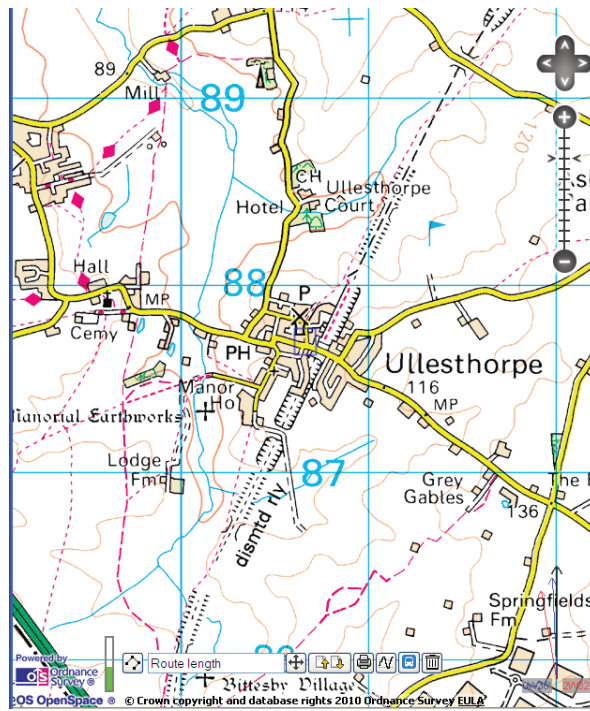 89
Mill
89
120
CH
Ullesthorpe
Court
Hotel
Hall
88
P
MP
Cemy
PH
Ullesthorpe
Manor
Ho
116
MP
Manorial Earthworks
87
Lodge
Fm
Grey
Gables
The
136
dismtd rly
Springfields
Fm
Powered by
OS Ordnance
Survey ®
OS OpenSpace ®
Route length
Bittesby Village
© Crown copyright and database rights 2010 Ordnance Survey EULA